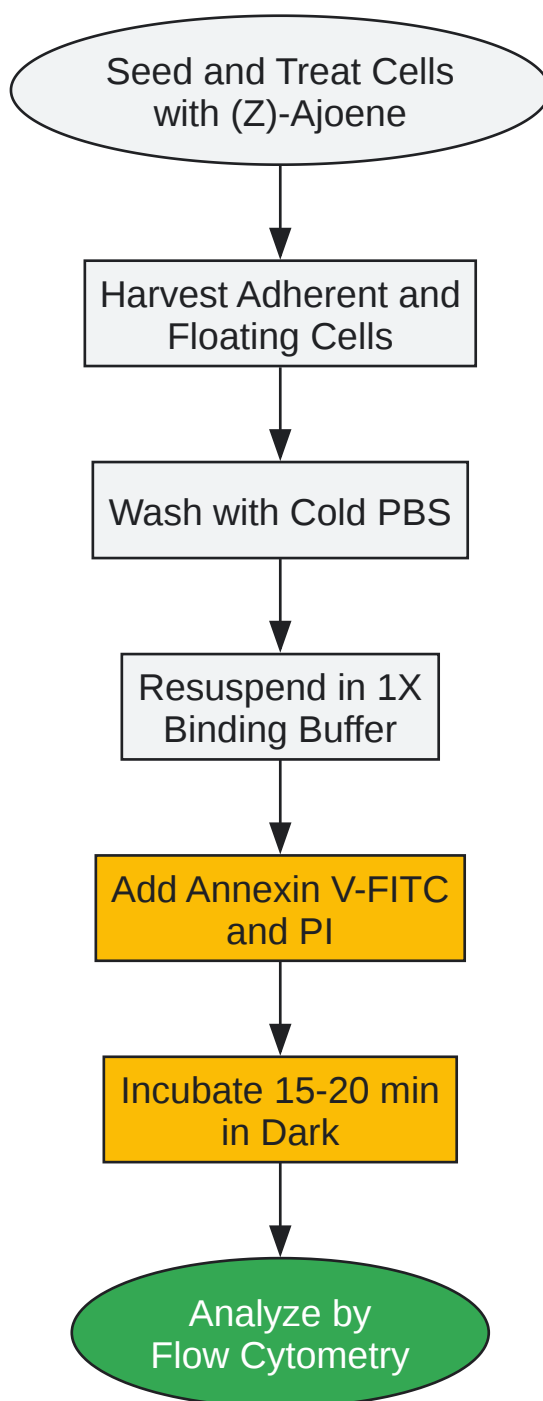 Seed and Treat Cells
with (Z)-Ajoene
Harvest Adherent and
Floating Cells
Wash with Cold PBS
Resuspend in 1X
Binding Buffer
Add Annexin V-FITC
and PI
Incubate 15-20 min
in Dark
Analyze by
Flow Cytometry